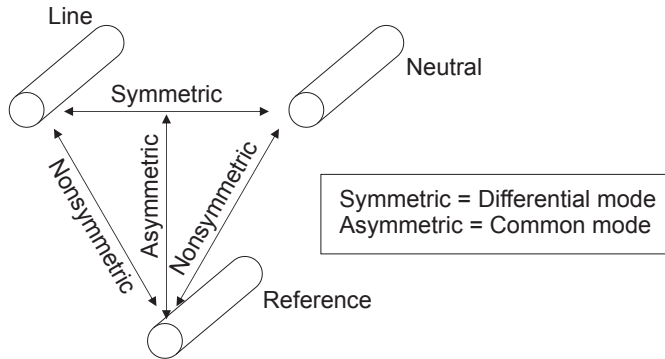 Line
Neutral
Symmetric
Nonsymmetric
Asymmetric
Nonsymmetric
Symmetric = Differential mode
Asymmetric = Common mode
Reference